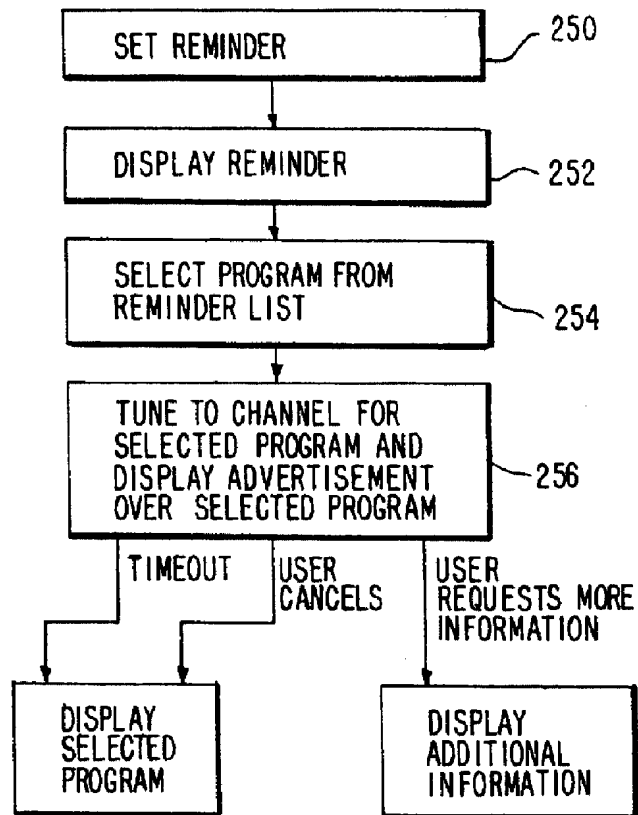 SET REMINDER
250
DISPLAY REMINDER
252
SELECT PROGRAM FROM
REMINDER LIST
254
TUNE TO CHANNEL FOR
SELECTED PROGRAM AND
DISPLAY ADVERTISEMENT
OVER SELECTED PROGRAM
256
TIMEOUT
USER
CANCELS
USER
REQUESTS MORE
INFORMATION
DISPLAY
SELECTED
PROGRAM
DISPLAY
ADDITIONAL
INFORMATION